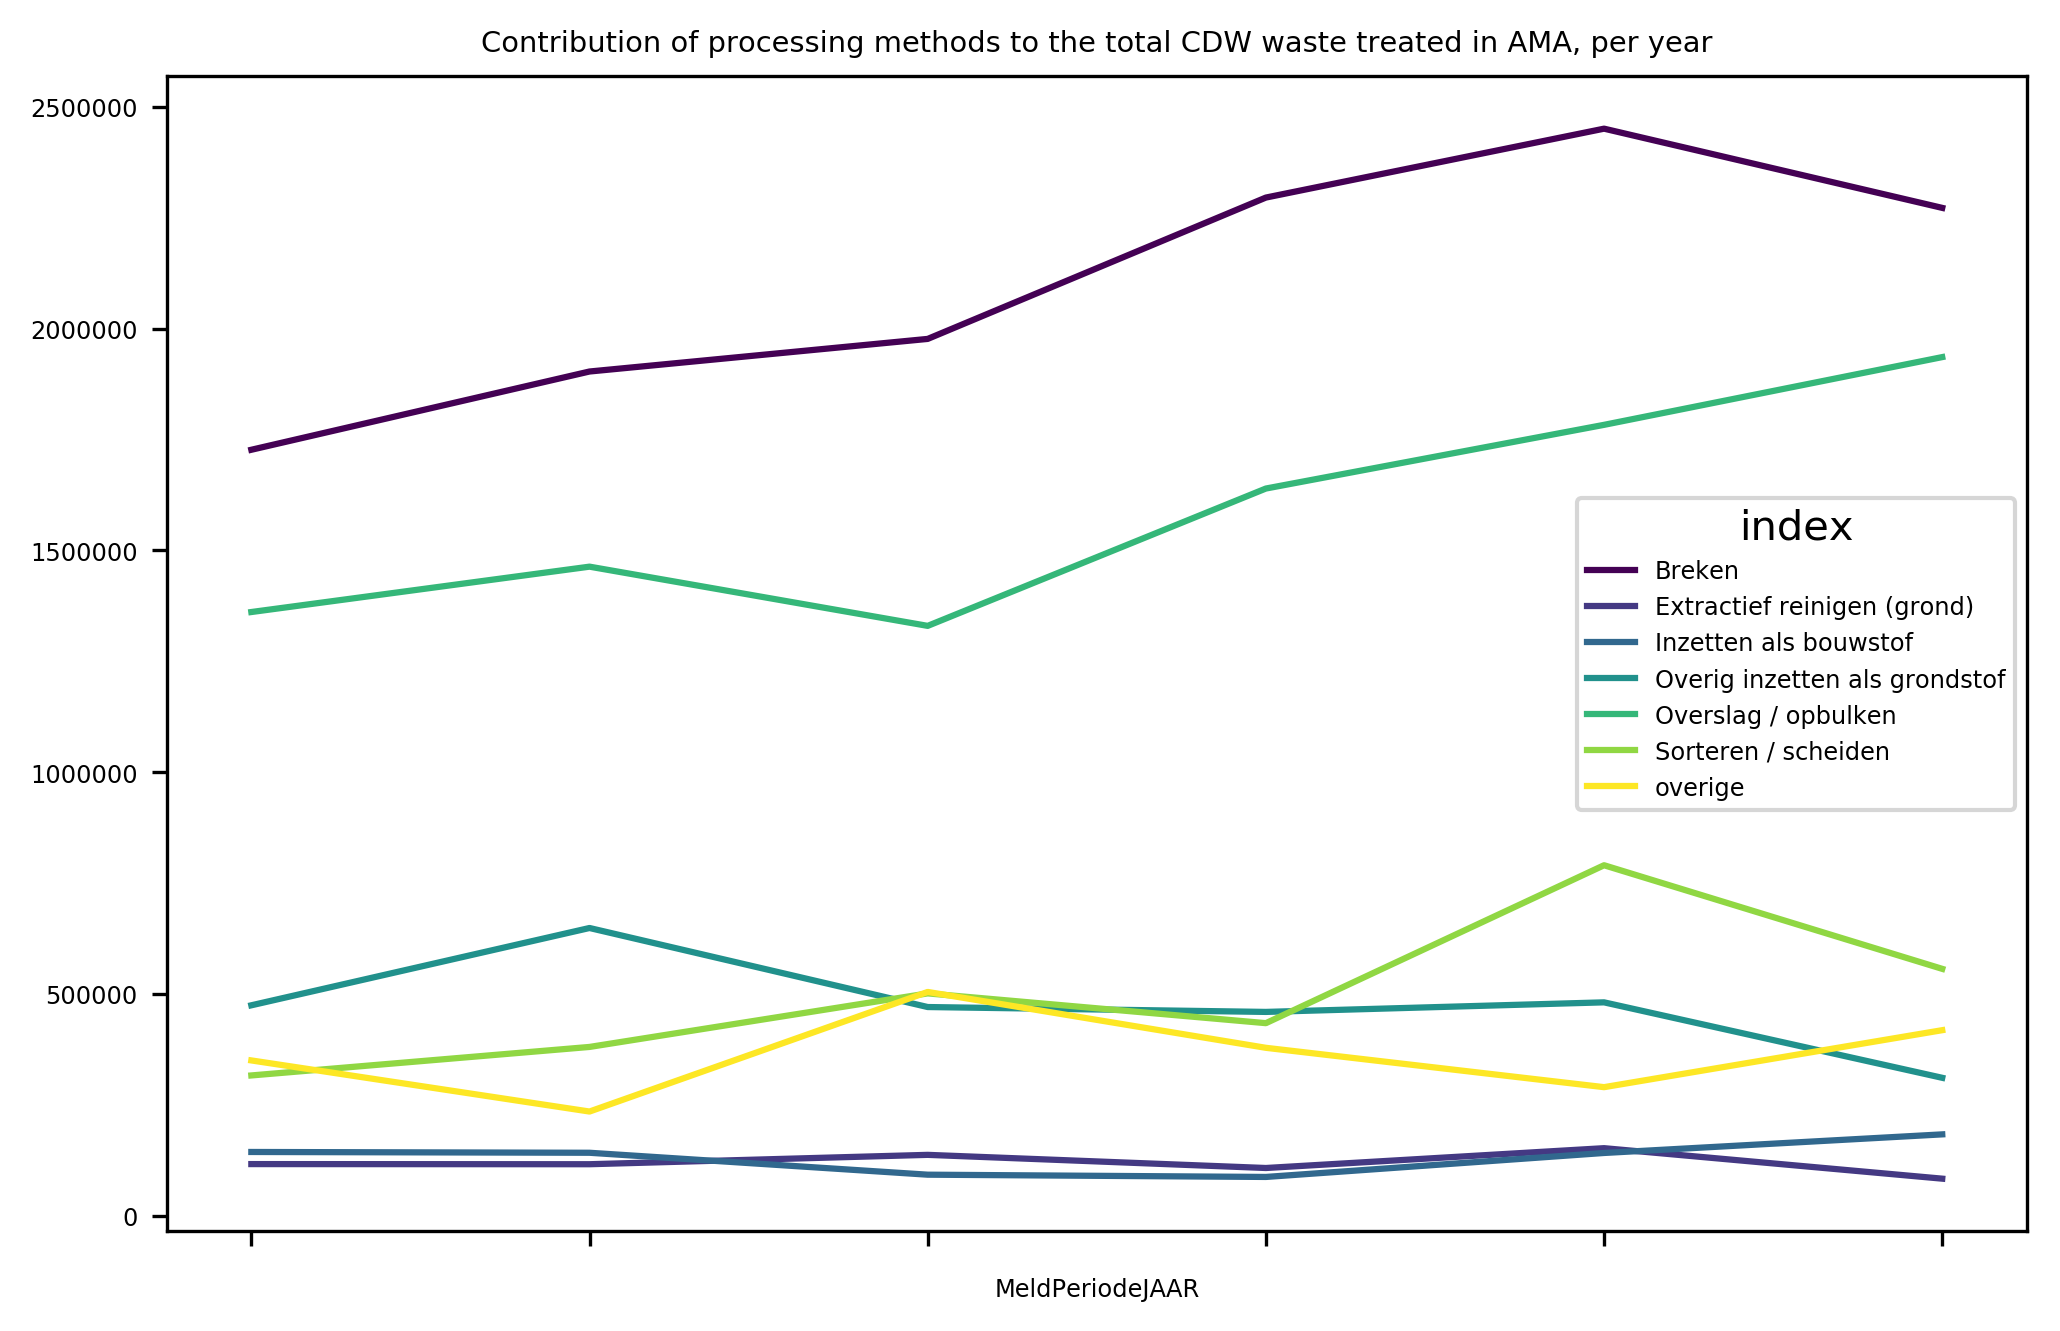 Contribution of processing methods to the total CDW waste treated in AMA, per year
2500000
2000000
1500000
1000000
500000
0
index
Breken
Extractief reinigen (grond)
Inzetten als bouwstof
Overig inzetten als grondstof
Overslag / opbulken
Sorteren / scheiden
overige
MeldPeriodeJAAR